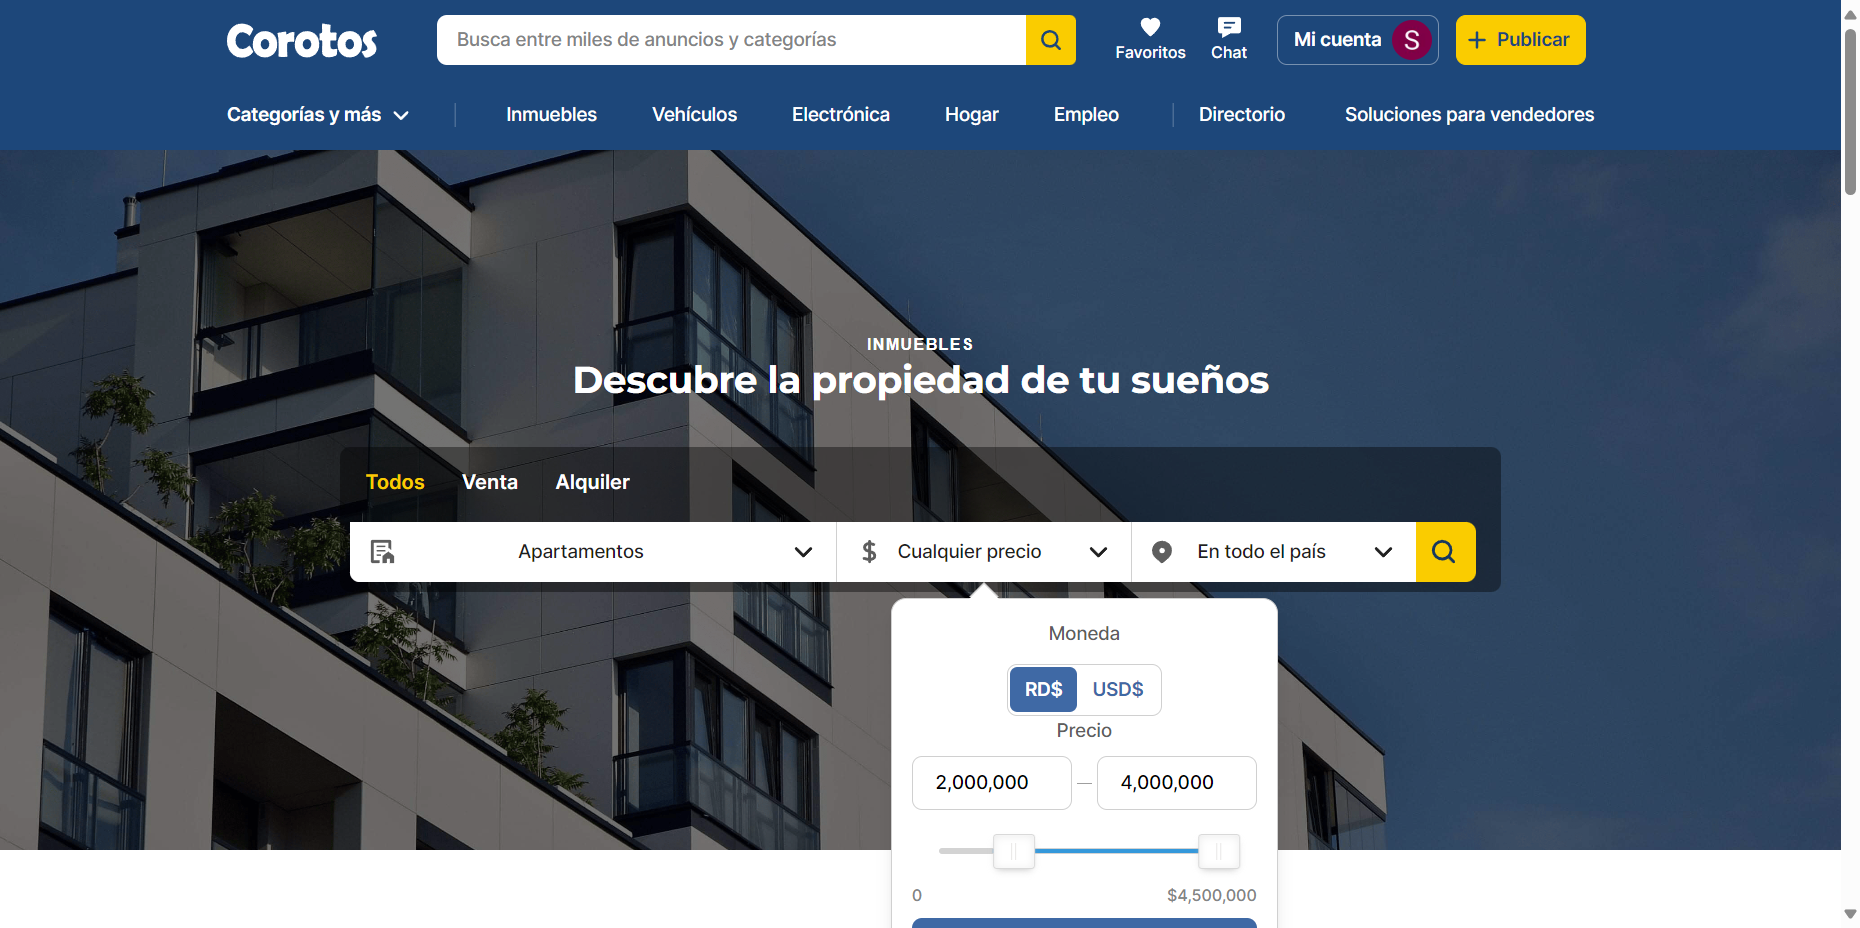 Corotos
Busca entre miles de anuncios y categorías
Favoritos
Chat
Mi cuenta
S
Publicar
Categorías y más
Inmuebles
Vehículos
Electrónica
Hogar
Empleo
Directorio
Soluciones para vendedores
INMUEBLES
Descubre la propiedad de tu sueños
Todos
Venta
Alquiler
Apartamentos
$ Cualquier precio
En todo el país
Moneda
RD$
USD$
Precio
2,000,000 — 4,000,000
0
$4,500,000